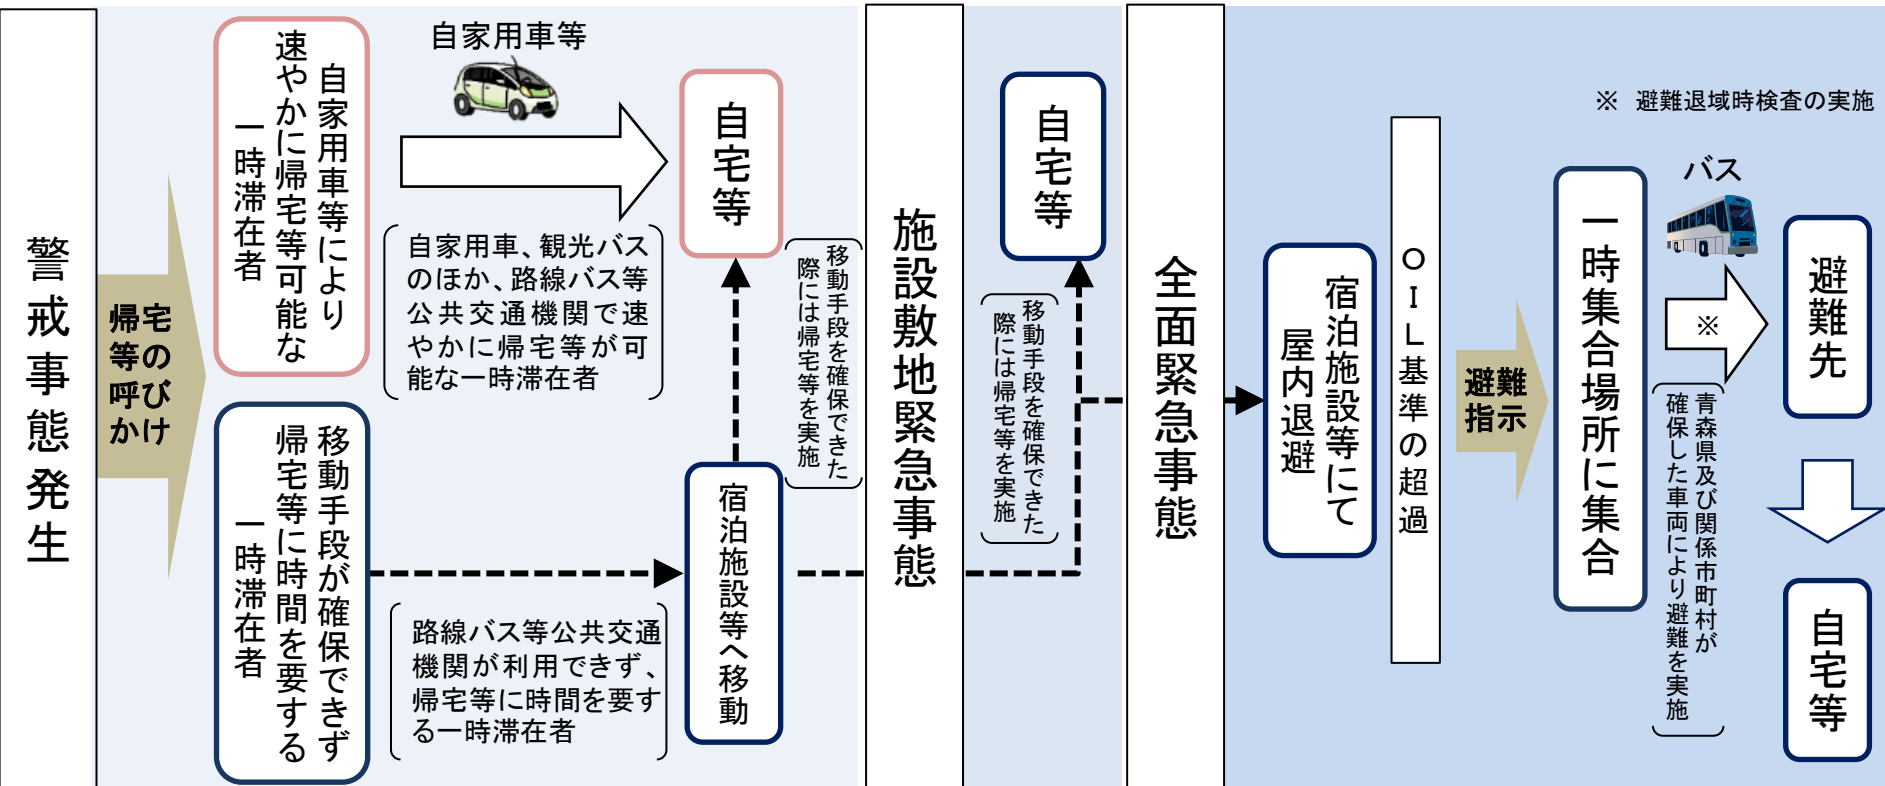 警戒事態発生
帰宅
等の
呼び
かけ
自家用車等により
速やかに帰宅等可能な
一時滞在者
自家用車等
自宅等
自家用車、観光バス
のほか、路線バス等
公共交通機関で速
やかに帰宅等が可
能な一時滞在者
移動手段を確保できた
際には帰宅等を実施
移動手段が確保できず
帰宅等に時間を要する
一時滞在者
路線バス等公共交通
機関が利用できず、
帰宅等に時間を要す
る一時滞在者
宿泊施設等へ移動
施設敷地緊急事態
自宅等
移動手段を確保できた
際には帰宅等を実施
全面緊急事態
宿泊施設等にて
屋内退避
OIL基準の超過
避難
指示
※ 避難退域時検査の実施
一時集合場所に集合
バス
※
青森県及び関係市町村が
確保した車両により避難を実施
避難先
自宅等